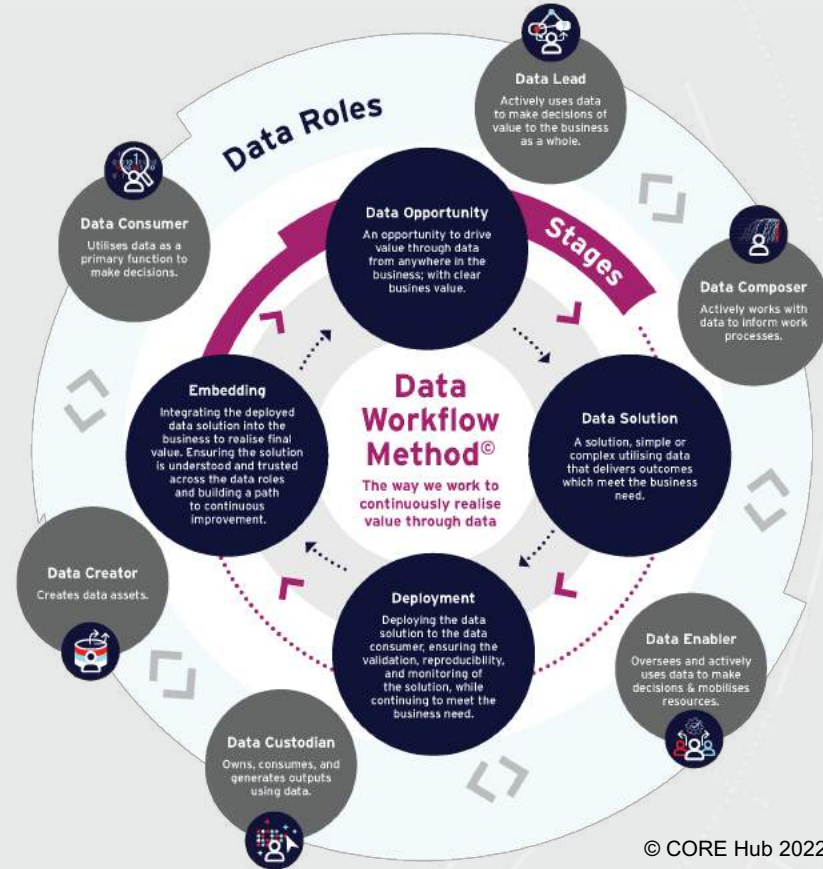 Data Roles
Data Lead
Actively uses data
to make decisions of
value to the business
as a whole.
Data Consumer
Utilises data as a
primary function to
make decisions.
Data Opportunity
An opportunity to drive
value through data
from anywhere in the
business; with clear
busines value.
Stages
Data Composer
Actively works with
data to inform work
processes.
Embedding
Integrating the deployed
data solution into the
business to realise final
value. Ensuring the solution
is understood and trusted
across the data roles
and building a path
to continuous
improvement.
Data
Workflow
Method©
The way we work to
continuously realise
value through data
Data Solution
A solution, simple or
complex utilising data
that delivers outcomes
which meet the business
need.
Data Creator
Creates data assets.
Deployment
Deploying the data
solution to the data
consumer, ensuring the
validation, reproducibility,
and monitoring of
the solution, while
continuing to meet the
business need.
Data Enabler
Oversees and actively
uses data to make
decisions & mobilises
resources.
Data Custodian
Owns, consumes, and
generates outputs
using data.
© CORE Hub 2022